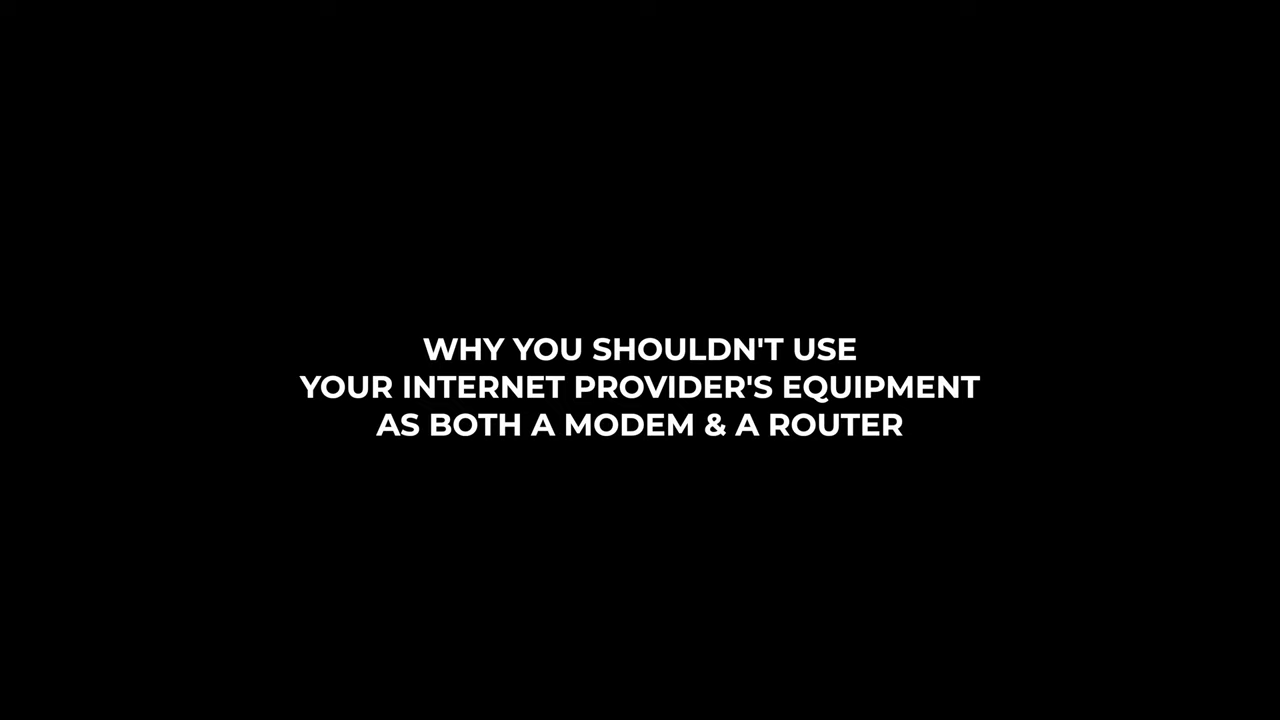 WHY YOU SHOULDN'T USE
YOUR INTERNET PROVIDER'S EQUIPMENT
AS BOTH A MODEM & A ROUTER